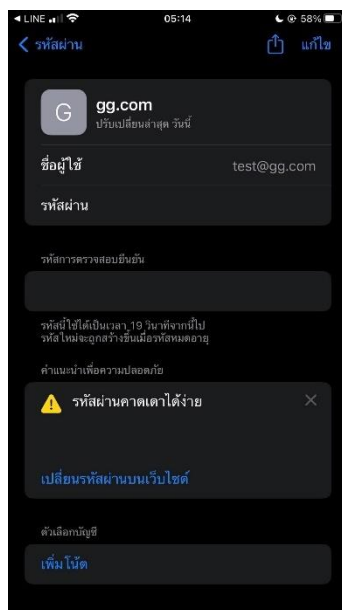 LINE 05:14 58%
รหัสผ่าน แก้ไข
G gg.com
ปรับเปลี่ยนล่าสุด วันนี้
ชื่อผู้ใช้ test@gg.com
รหัสผ่าน
รหัสการตรวจสอบยืนยัน
รหัสนี้ใช้ได้เป็นเวลา 19 วินาทีจากนี้ไป
รหัสใหม่จะถูกสร้างขึ้นเมื่อรหัสหมดอายุ
คำแนะนำเพื่อความปลอดภัย
รหัสผ่านคาดเดาได้ง่าย
เปลี่ยนรหัสผ่านบนเว็บไซต์
ตัวเลือกบัญชี
เพิ่มโน้ต